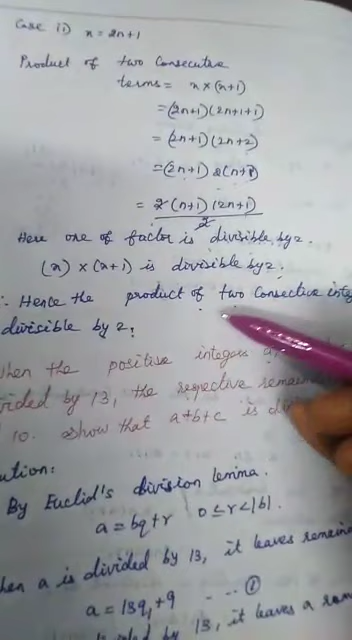 Case ii) x = 2n+1
Product of two Consecutive
terms = x × (x+1)
= (2n+1)(2n+1+1)
= (2n+1)(2n+2)
= (2n+1) 2(n+1)
= 2(n+1)(2n+1)
2
Here one of factor is divisible by 2.
(x) × (x+1) is divisible by 2.
∴ Hence the product of two Consective
divisible by 2.
when the positive integers a,
by 13, the respective
10. show that a+b+c is
By Euclid's division lemma.
a = bq+r 0 ≤ r < |b|.
a is divided by 13, it leaves
a = 13q1+9 --- ①
by 13, it leaves a